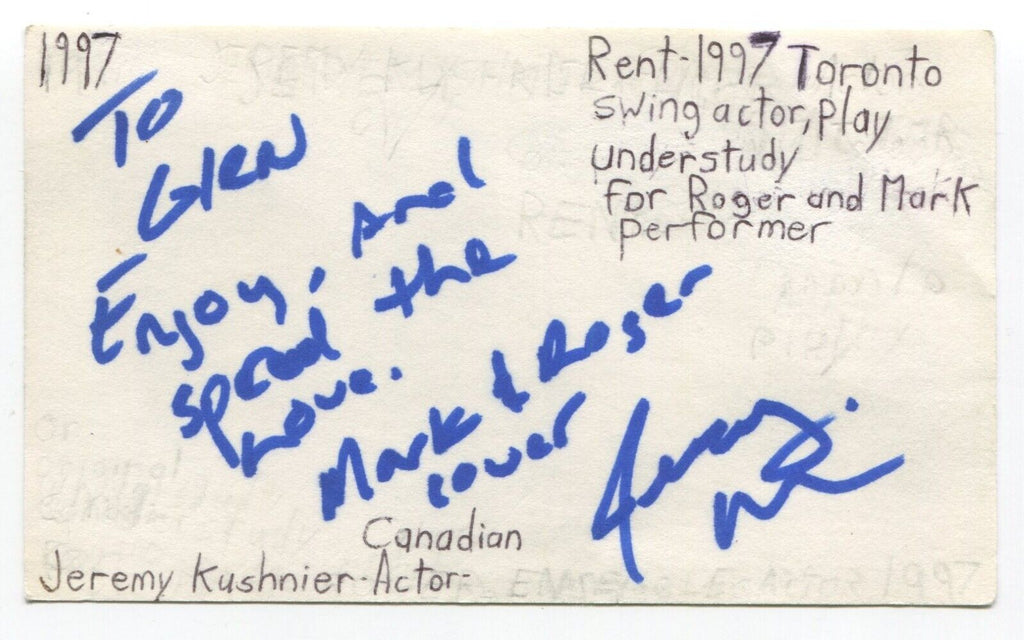 1997
Rent-1997 Toronto
swing actor, play
understudy
for Roger and Mark
performer
To
Glen
Enjoy, and
spread the
Love.
Mark & Roger
cover
Jeremy
Canadian
Jeremy Kushnier-Actor-